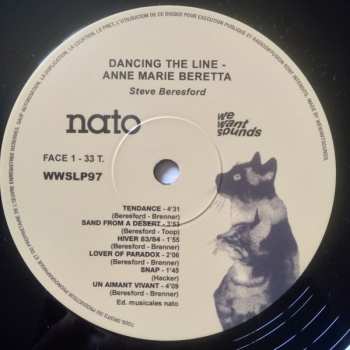 DANCING THE LINE -
ANNE MARIE BERETTA
Steve Beresford
nato
we
want
sounds
FACE 1 - 33 T.
WWSLP97
TENDANCE - 4'31
(Beresford - Brenner)
SAND FROM A DESERT - 3'53
(Beresford - Toop)
HIVER 83/84 - 1'55
(Beresford - Brenner)
LOVER OF PARADOX - 2'06
(Beresford - Brenner)
SNAP - 1'45
(Hacker)
UN AIMANT VIVANT - 4'09
(Beresford - Brenner)
Ed. musicales nato